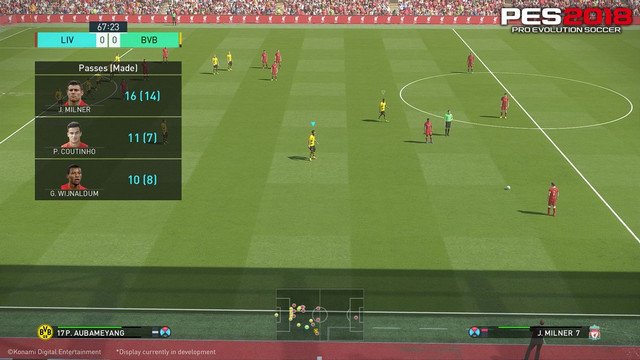 67:23
LIV 0 0 BVB
PES2018
PRO EVOLUTION SOCCER
Passes (Made)
16 (14)
J. MILNER
11 (7)
P. COUTINHO
10 (8)
G. WIJNALDUM
17 P. AUBAMEYANG
J. MILNER 7
©Konami Digital Entertainment *Display currently in development